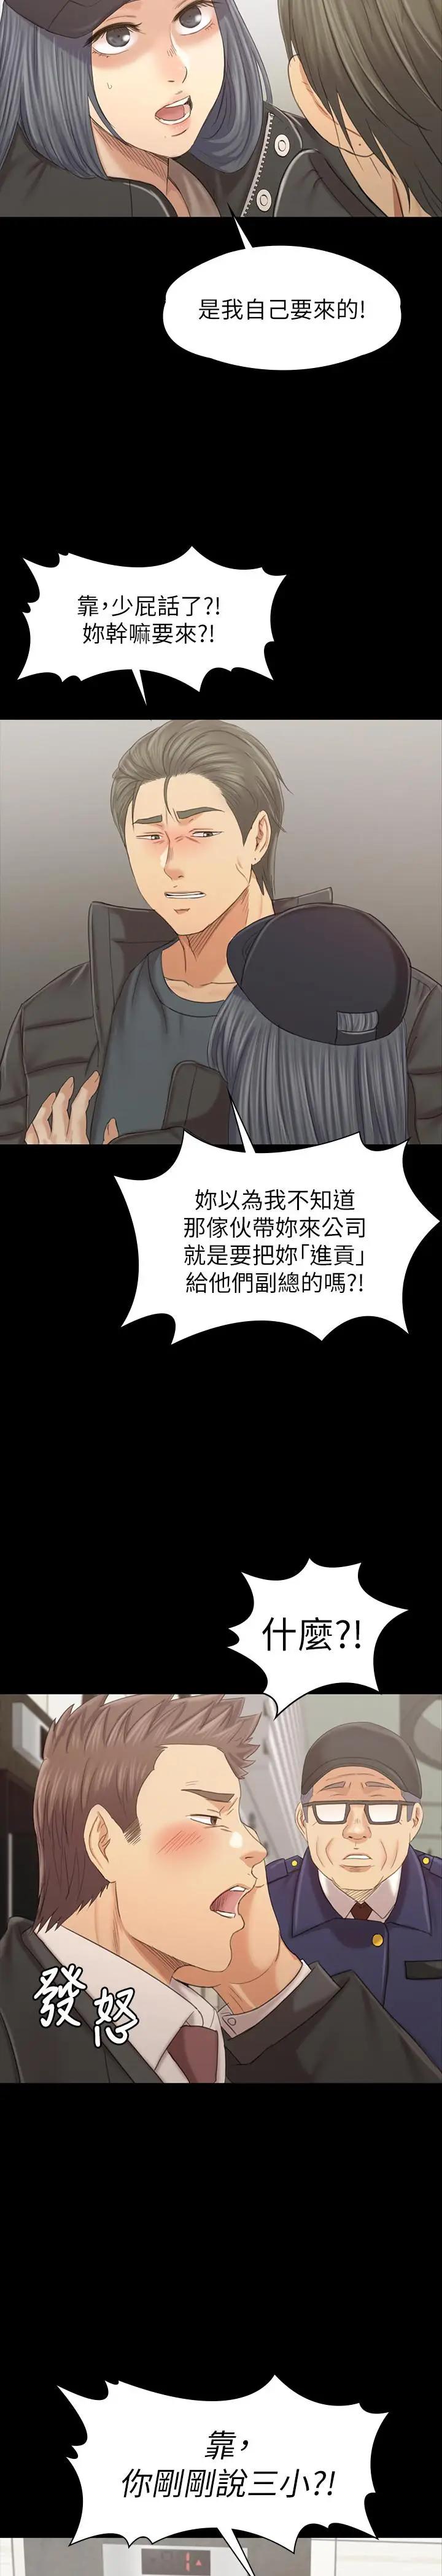 是我自己要來的!
靠，少屁話了?!
妳幹嘛要來?!
妳以為我不知道
那傢伙帶妳來公司
就是要把妳「進貢」
給他們副總的嗎?!
什麼?!
發怒
靠，
你剛剛說三小?!